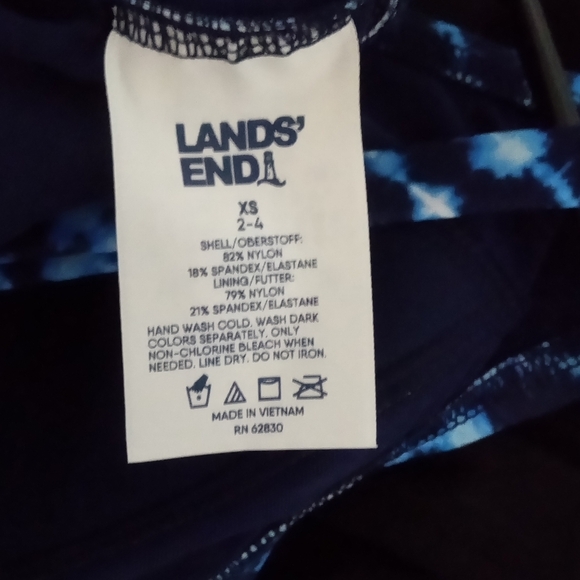 LANDS'
END
XS
2-4
SHELL/OBERSTOFF:
82% NYLON
18% SPANDEX/ELASTANE
LINING/FUTTER:
79% NYLON
21% SPANDEX/ELASTANE
HAND WASH COLD. WASH DARK
COLORS SEPARATELY. ONLY
NON-CHLORINE BLEACH WHEN
NEEDED. LINE DRY. DO NOT IRON.
MADE IN VIETNAM
RN 62830